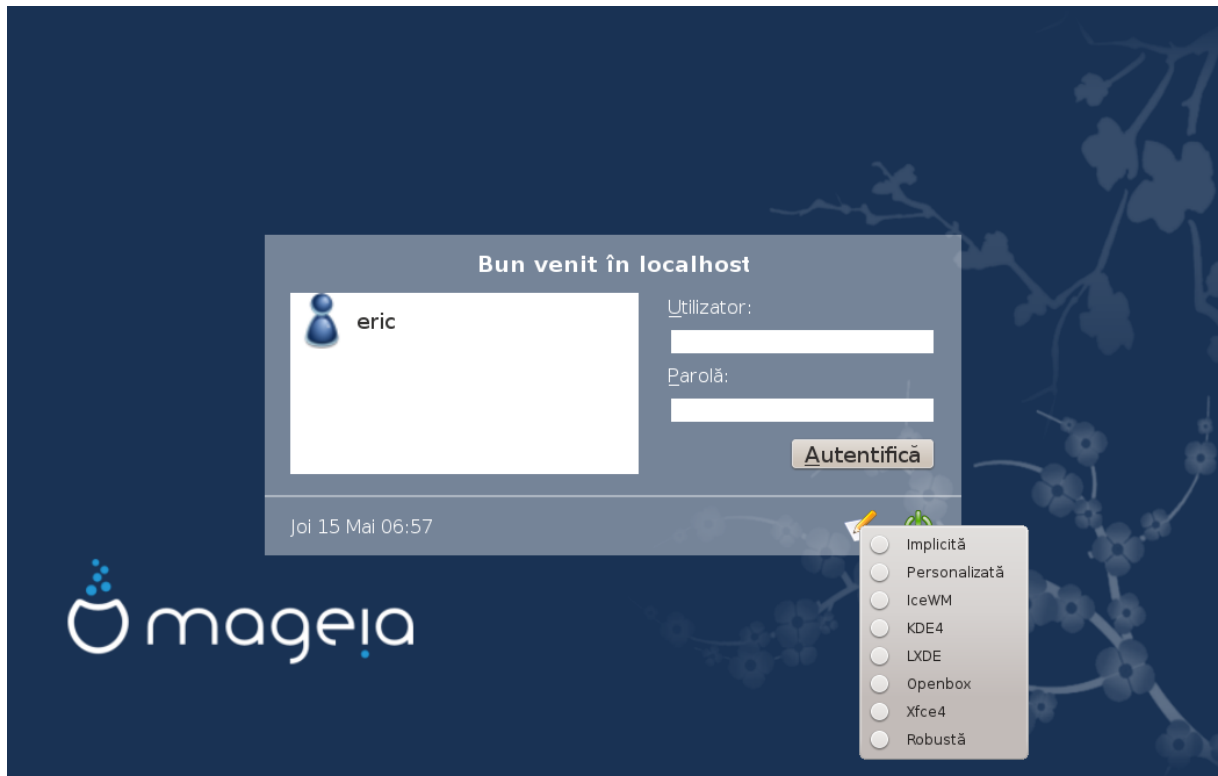 Bun venit în localhost
eric
Utilizator:
Parolă:
Autentifică
Joi 15 Mai 06:57
Implicită
Personalizată
IceWM
KDE4
LXDE
Openbox
Xfce4
Robustă
mageia